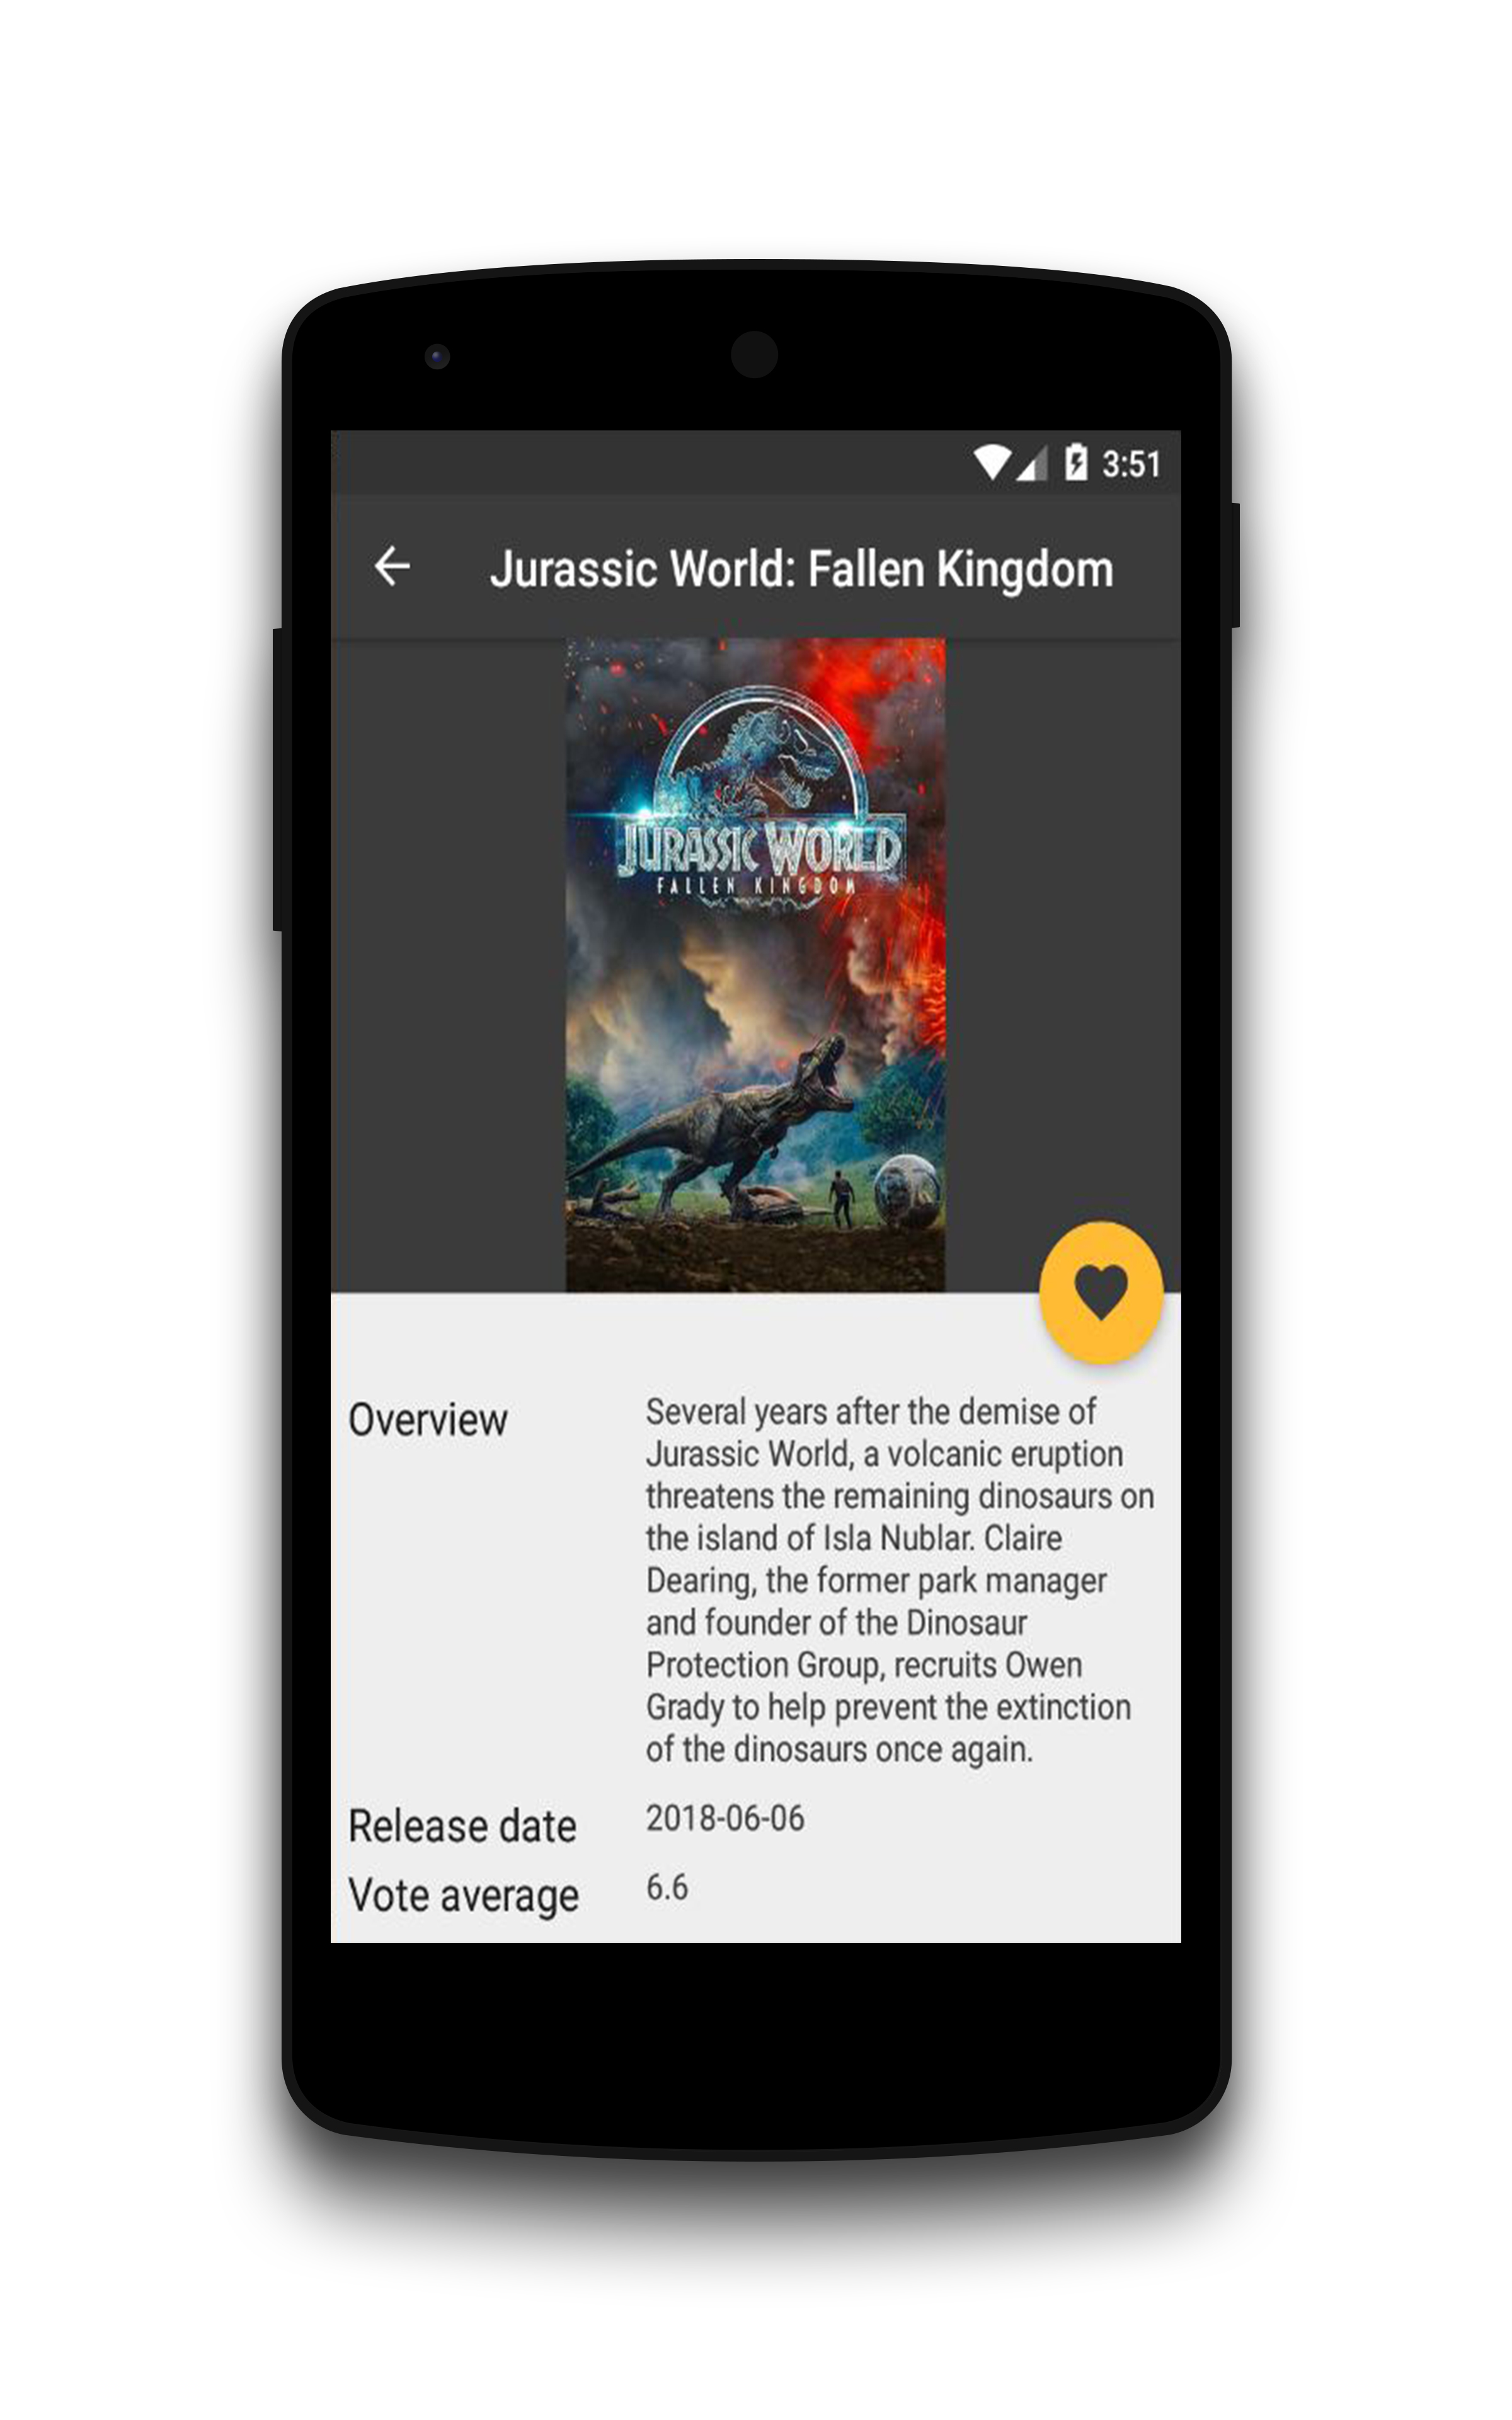 3:51
Jurassic World: Fallen Kingdom
JURASSIC WORLD
FALLEN KINGDOM
Overview
Several years after the demise of
Jurassic World, a volcanic eruption
threatens the remaining dinosaurs on
the island of Isla Nublar. Claire
Dearing, the former park manager
and founder of the Dinosaur
Protection Group, recruits Owen
Grady to help prevent the extinction
of the dinosaurs once again.
Release date
2018-06-06
Vote average
6.6